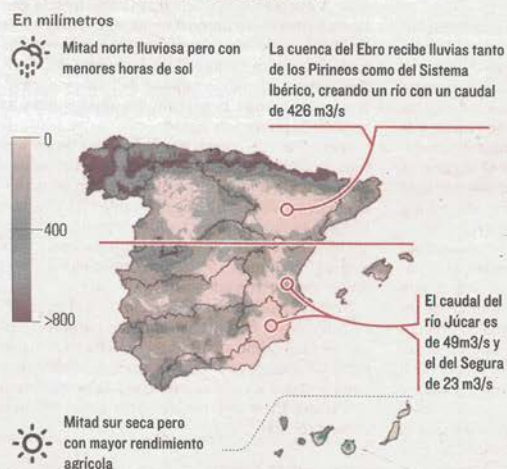 En milímetros
Mitad norte lluviosa pero con
menores horas de sol
La cuenca del Ebro recibe lluvias tanto
de los Pirineos como del Sistema
Ibérico, creando un río con un caudal
de 426 m3/s
0
400
>800
El caudal del
río Júcar es
de 49m3/s y
el del Segura
de 23 m3/s
Mitad sur seca pero
con mayor rendimiento
agrícola